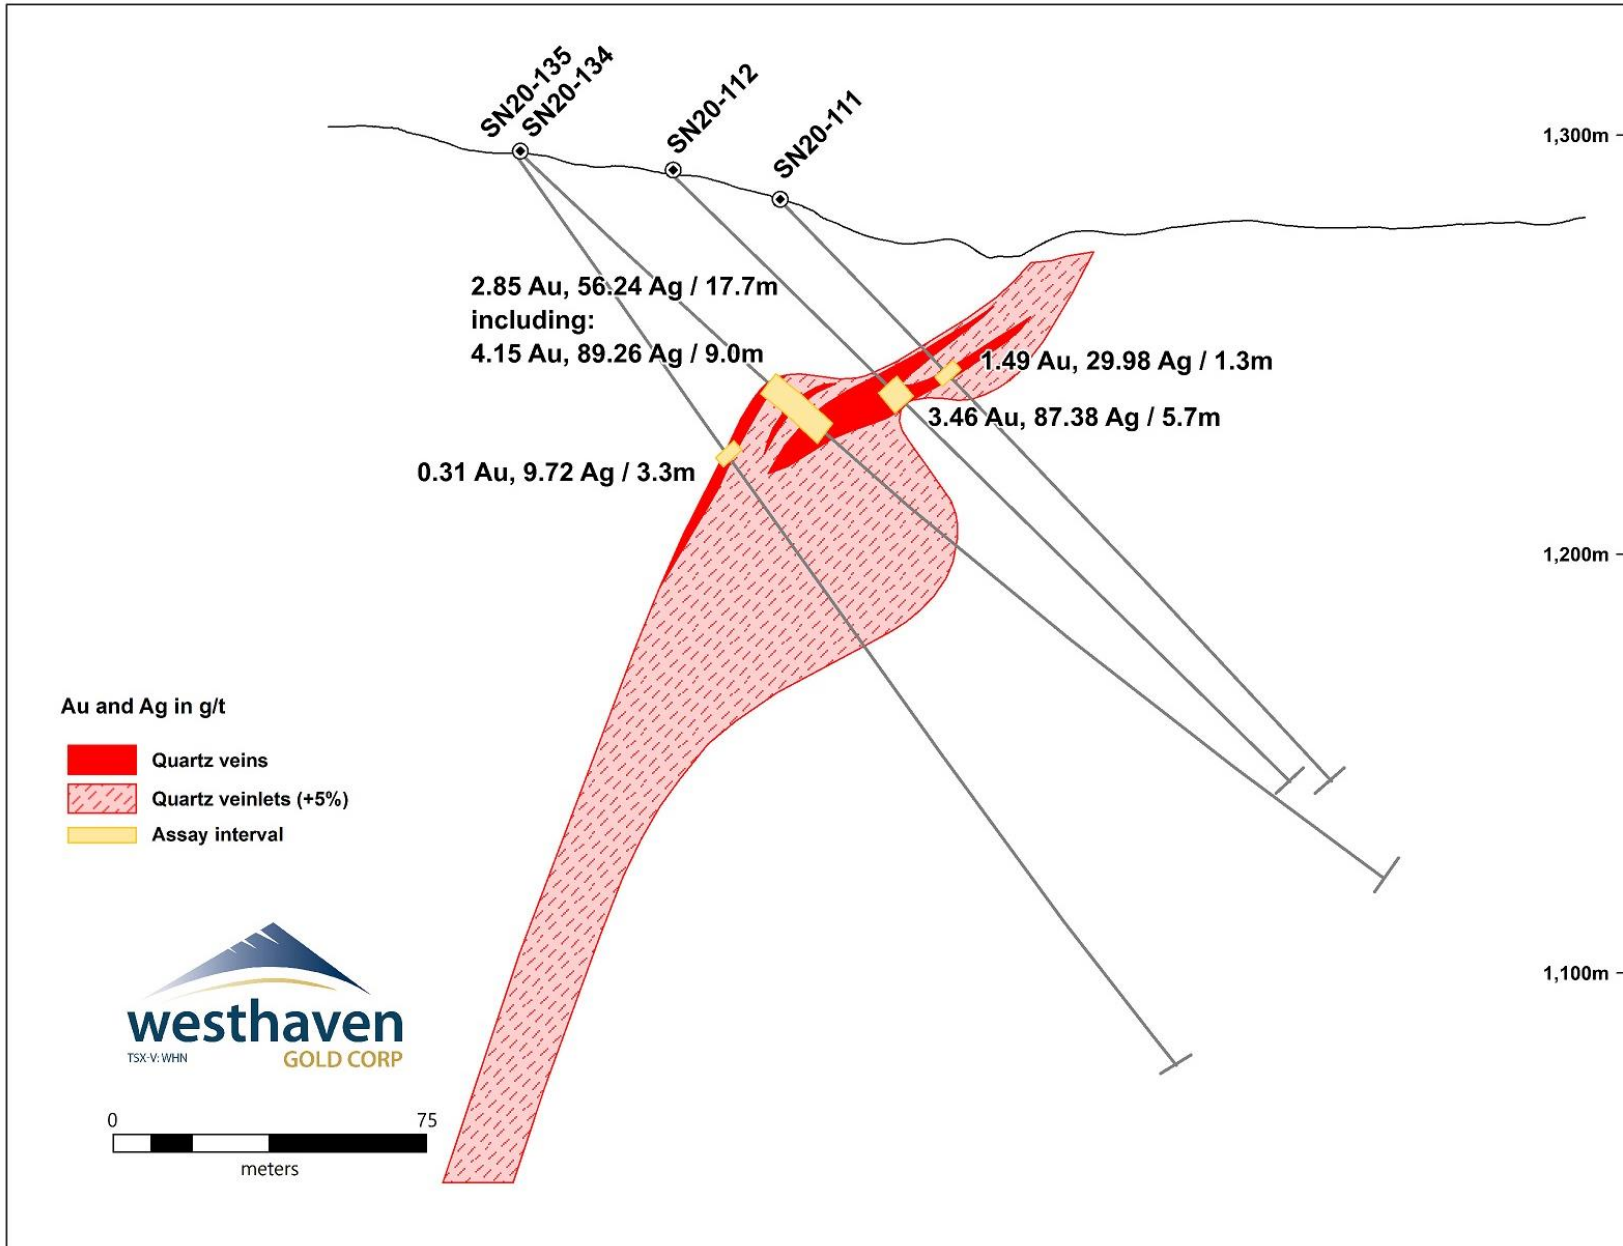 SN20-135
SN20-134
SN20-112
SN20-111
1,300m
2.85 Au, 56.24 Ag / 17.7m
including:
4.15 Au, 89.26 Ag / 9.0m
1.49 Au, 29.98 Ag / 1.3m
3.46 Au, 87.38 Ag / 5.7m
0.31 Au, 9.72 Ag / 3.3m
1,200m
Au and Ag in g/t
Quartz veins
Quartz veinlets (+5%)
Assay interval
1,100m
westhaven
TSX-V: WHN
GOLD CORP
0 75
meters